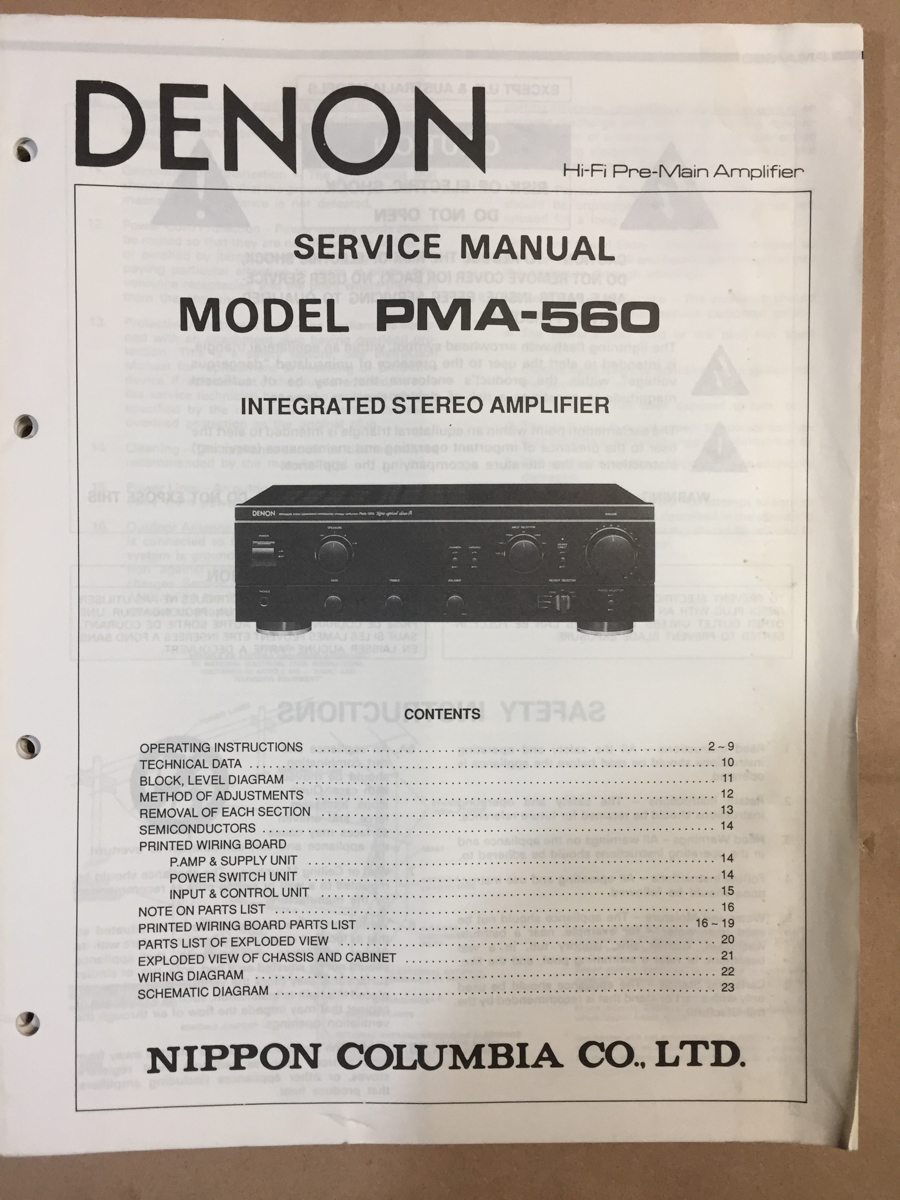 DENON
Hi-Fi Pre-Main Amplifier
SERVICE MANUAL
MODEL PMA-560
INTEGRATED STEREO AMPLIFIER
DENON
CONTENTS
OPERATING INSTRUCTIONS 2~9
TECHNICAL DATA 10
BLOCK, LEVEL DIAGRAM 11
METHOD OF ADJUSTMENTS 12
REMOVAL OF EACH SECTION 13
SEMICONDUCTORS 14
PRINTED WIRING BOARD
P.AMP & SUPPLY UNIT 14
POWER SWITCH UNIT 14
INPUT & CONTROL UNIT 15
NOTE ON PARTS LIST 16
PRINTED WIRING BOARD PARTS LIST 16~19
PARTS LIST OF EXPLODED VIEW 20
EXPLODED VIEW OF CHASSIS AND CABINET 21
WIRING DIAGRAM 22
SCHEMATIC DIAGRAM 23
NIPPON COLUMBIA CO., LTD.